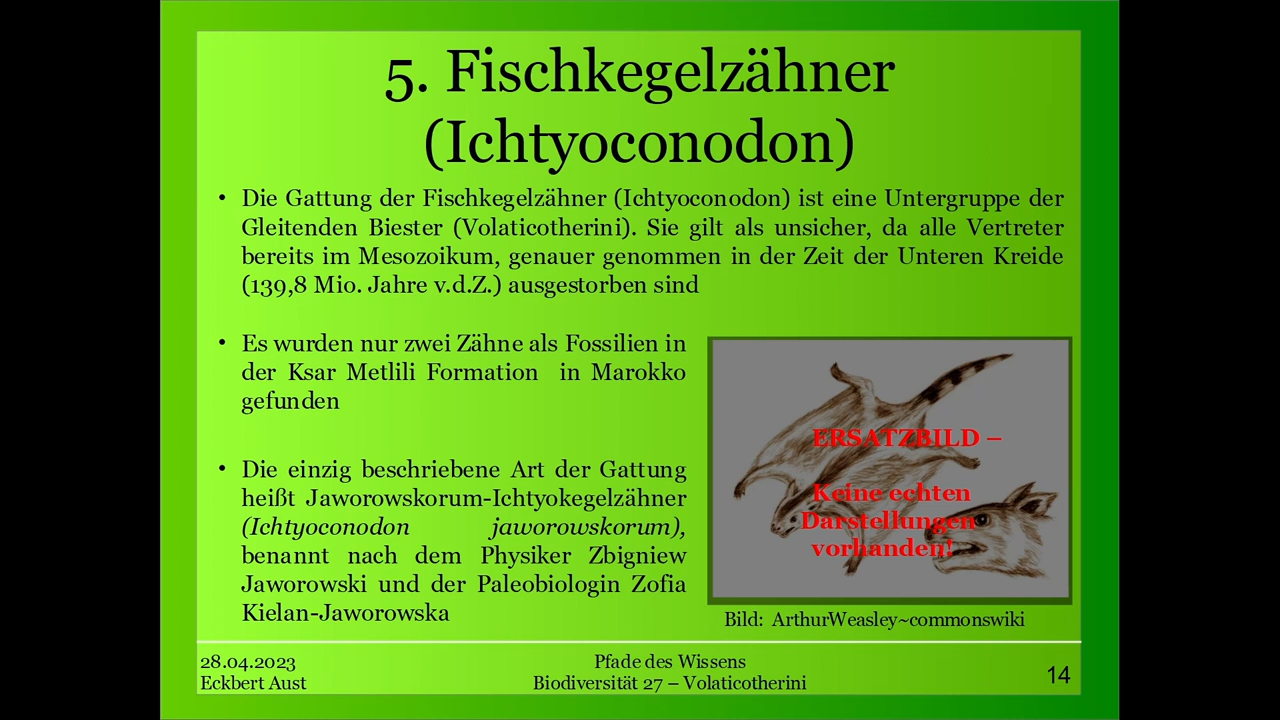 5. Fischkegelzähner
(Ichtyoconodon)
• Die Gattung der Fischkegelzähner (Ichtyoconodon) ist eine Untergruppe der
Gleitenden Biester (Volaticotherini). Sie gilt als unsicher, da alle Vertreter
bereits im Mesozoikum, genauer genommen in der Zeit der Unteren Kreide
(139,8 Mio. Jahre v.d.Z.) ausgestorben sind
• Es wurden nur zwei Zähne als Fossilien in
der Ksar Metlili Formation in Marokko
gefunden
• Die einzig beschriebene Art der Gattung
heißt Jaworowskorum-Ichtyokegelzähner
(Ichtyoconodon jaworowskorum),
benannt nach dem Physiker Zbigniew
Jaworowski und der Paleobiologin Zofia
Kielan-Jaworowska
ERSATZBILD –
Keine echten
Darstellungen
vorhanden!
Bild: ArthurWeasley~commonswiki
28.04.2023
Eckbert Aust
Pfade des Wissens
Biodiversität 27 – Volaticotherini
14